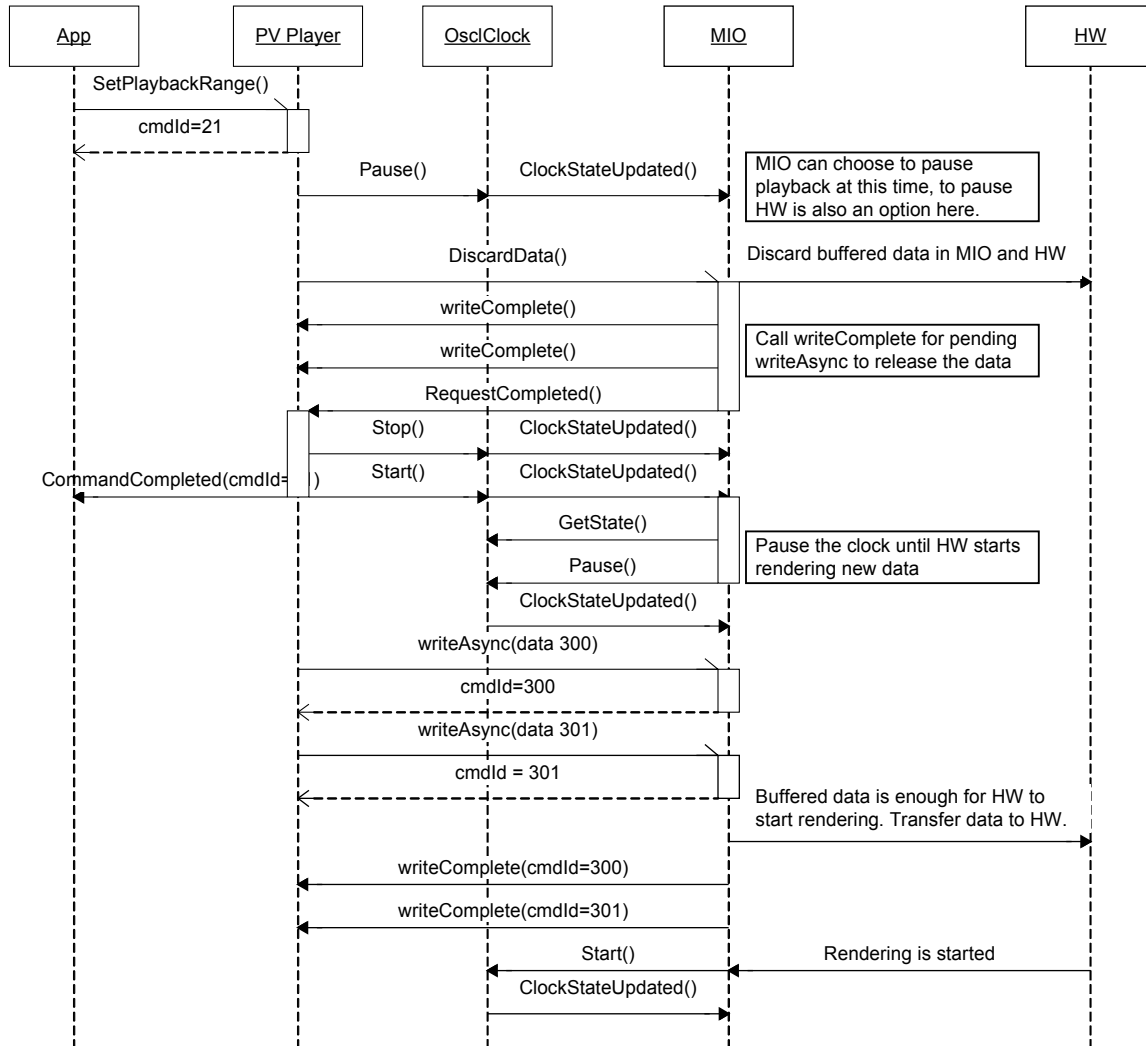 App
PV Player
OsclClock
MIO
HW
SetPlaybackRange()
cmdId=21
Pause()
ClockStateUpdated()
MIO can choose to pause
playback at this time, to pause
HW is also an option here.
DiscardData()
Discard buffered data in MIO and HW
writeComplete()
Call writeComplete for pending
writeAsync to release the data
writeComplete()
RequestCompleted()
Stop()
ClockStateUpdated()
CommandCompleted(cmdId= 1)
Start()
ClockStateUpdated()
GetState()
Pause the clock until HW starts
rendering new data
Pause()
ClockStateUpdated()
writeAsync(data 300)
cmdId=300
writeAsync(data 301)
cmdId = 301
Buffered data is enough for HW to
start rendering. Transfer data to HW.
writeComplete(cmdId=300)
writeComplete(cmdId=301)
Start()
Rendering is started
ClockStateUpdated()